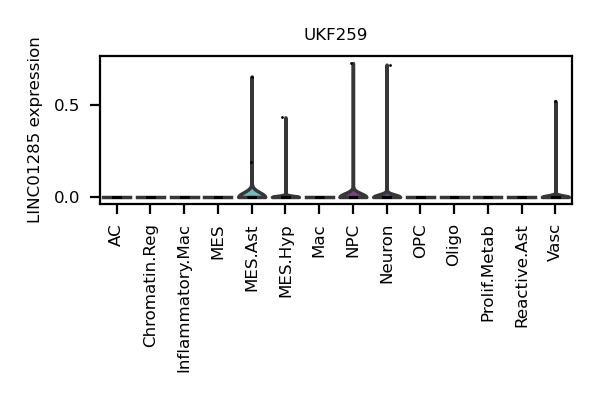 UKF259
LINC01285 expression
0.5
0.0
AC
Chromatin.Reg
Inflammatory.Mac
MES
MES.Ast
MES.Hyp
Mac
NPC
Neuron
OPC
Oligo
Prolif.Metab
Reactive.Ast
Vasc